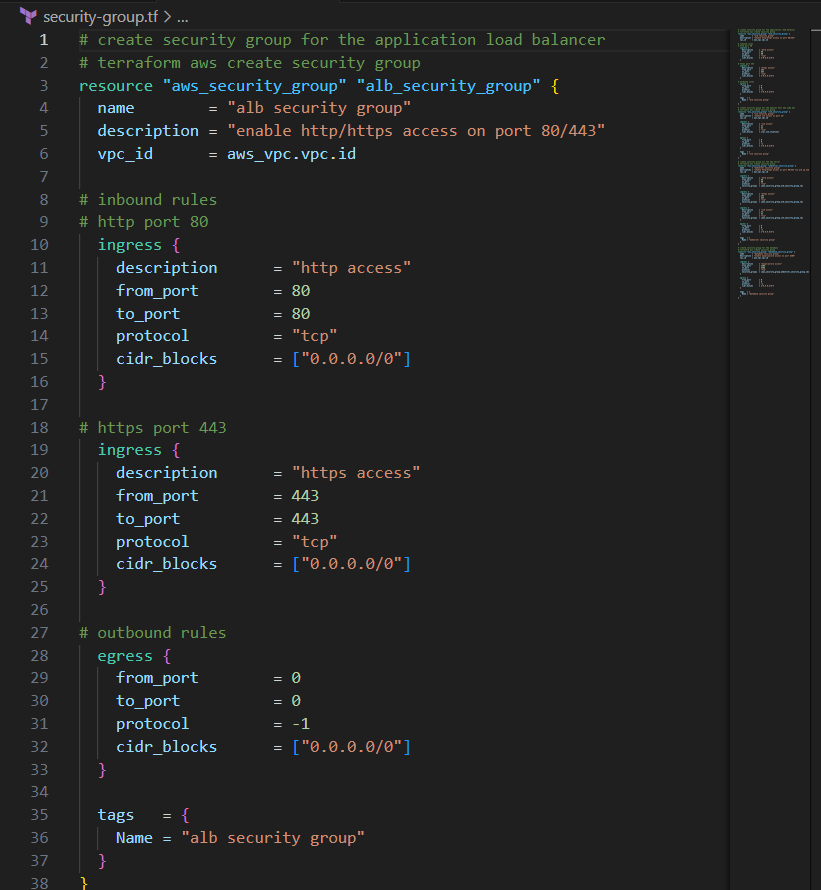 security-group.tf > ...
1 # create security group for the application load balancer
2 # terraform aws create security group
3 resource "aws_security_group" "alb_security_group" {
4   name        = "alb security group"
5   description = "enable http/https access on port 80/443"
6   vpc_id      = aws_vpc.vpc.id
7
8 # inbound rules
9 # http port 80
10   ingress {
11     description      = "http access"
12     from_port        = 80
13     to_port          = 80
14     protocol         = "tcp"
15     cidr_blocks      = ["0.0.0.0/0"]
16   }
17
18 # https port 443
19   ingress {
20     description      = "https access"
21     from_port        = 443
22     to_port          = 443
23     protocol         = "tcp"
24     cidr_blocks      = ["0.0.0.0/0"]
25   }
26
27 # outbound rules
28   egress {
29     from_port        = 0
30     to_port          = 0
31     protocol         = -1
32     cidr_blocks      = ["0.0.0.0/0"]
33   }
34
35   tags   = {
36     Name = "alb security group"
37   }
38 }